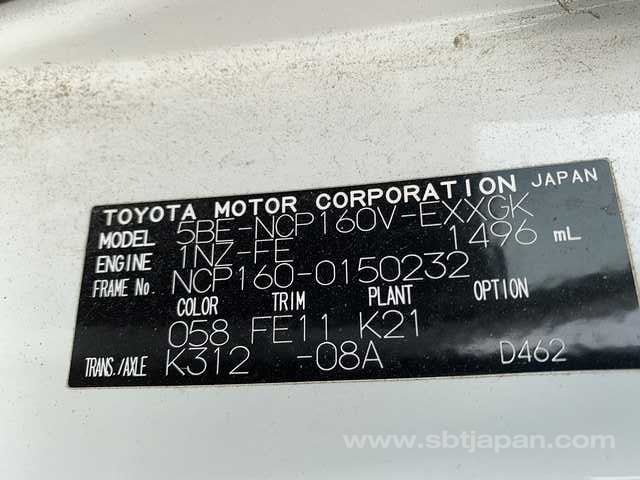 TOYOTA MOTOR CORPORATION JAPAN
MODEL 5BE-NCP160V-EXXGK
ENGINE 1NZ-FE 1496 mL
FRAME No. NCP160-0150232
COLOR TRIM PLANT OPTION
058 FE11 K21
TRANS./AXLE K312 -08A D462
www.sbtjapan.com